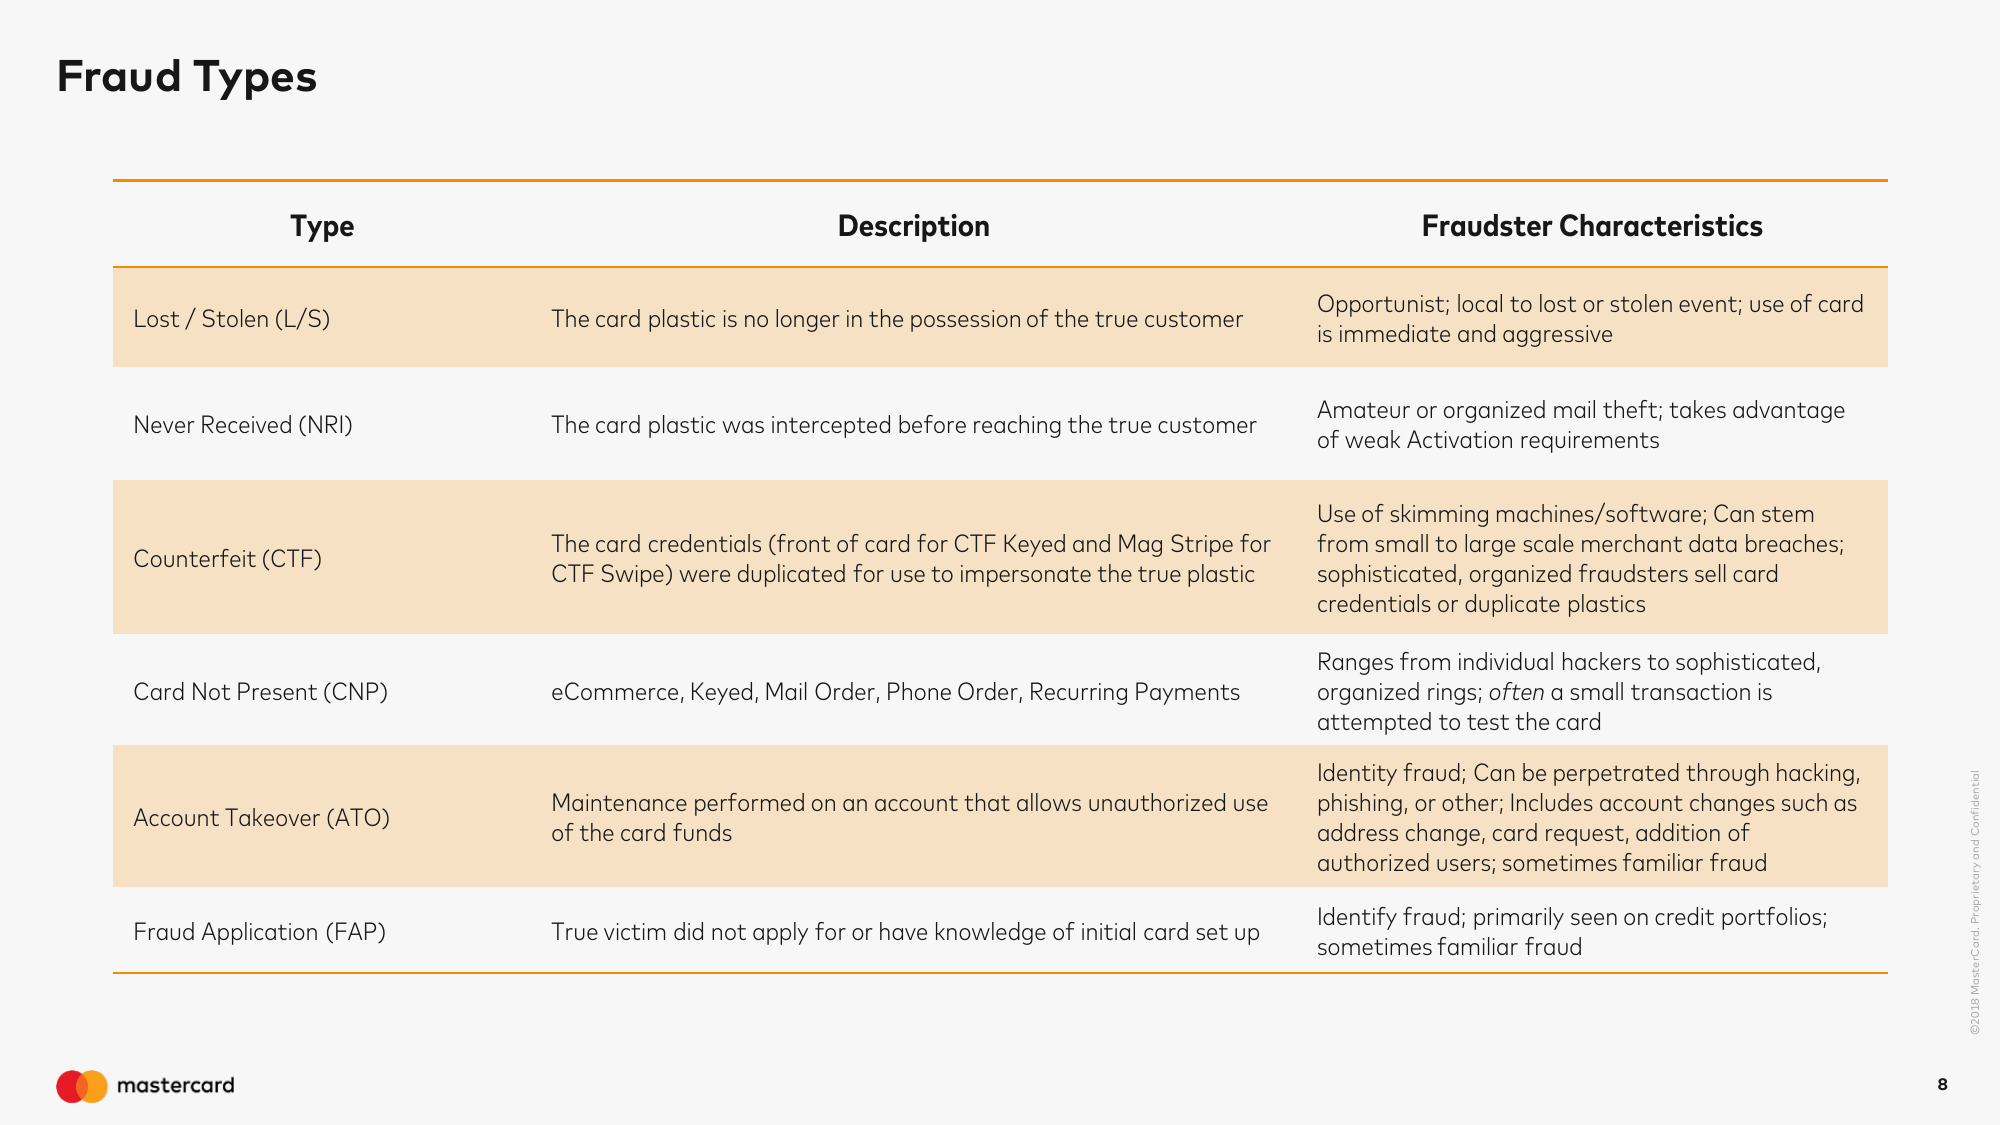 Fraud Types
Type
Description
Fraudster Characteristics
Lost / Stolen (L/S)
The card plastic is no longer in the possession of the true customer
Opportunist; local to lost or stolen event; use of card
is immediate and aggressive
Never Received (NRI)
The card plastic was intercepted before reaching the true customer
Amateur or organized mail theft; takes advantage
of weak Activation requirements
Counterfeit (CTF)
The card credentials (front of card for CTF Keyed and Mag Stripe for
CTF Swipe) were duplicated for use to impersonate the true plastic
Use of skimming machines/software; Can stem
from small to large scale merchant data breaches;
sophisticated, organized fraudsters sell card
credentials or duplicate plastics
Card Not Present (CNP)
eCommerce, Keyed, Mail Order, Phone Order, Recurring Payments
Ranges from individual hackers to sophisticated,
organized rings; often a small transaction is
attempted to test the card
Account Takeover (ATO)
Maintenance performed on an account that allows unauthorized use
of the card funds
Identity fraud; Can be perpetrated through hacking,
phishing, or other; Includes account changes such as
address change, card request, addition of
authorized users; sometimes familiar fraud
Fraud Application (FAP)
True victim did not apply for or have knowledge of initial card set up
Identify fraud; primarily seen on credit portfolios;
sometimes familiar fraud
©2018 MasterCard. Proprietary and Confidential
mastercard
8